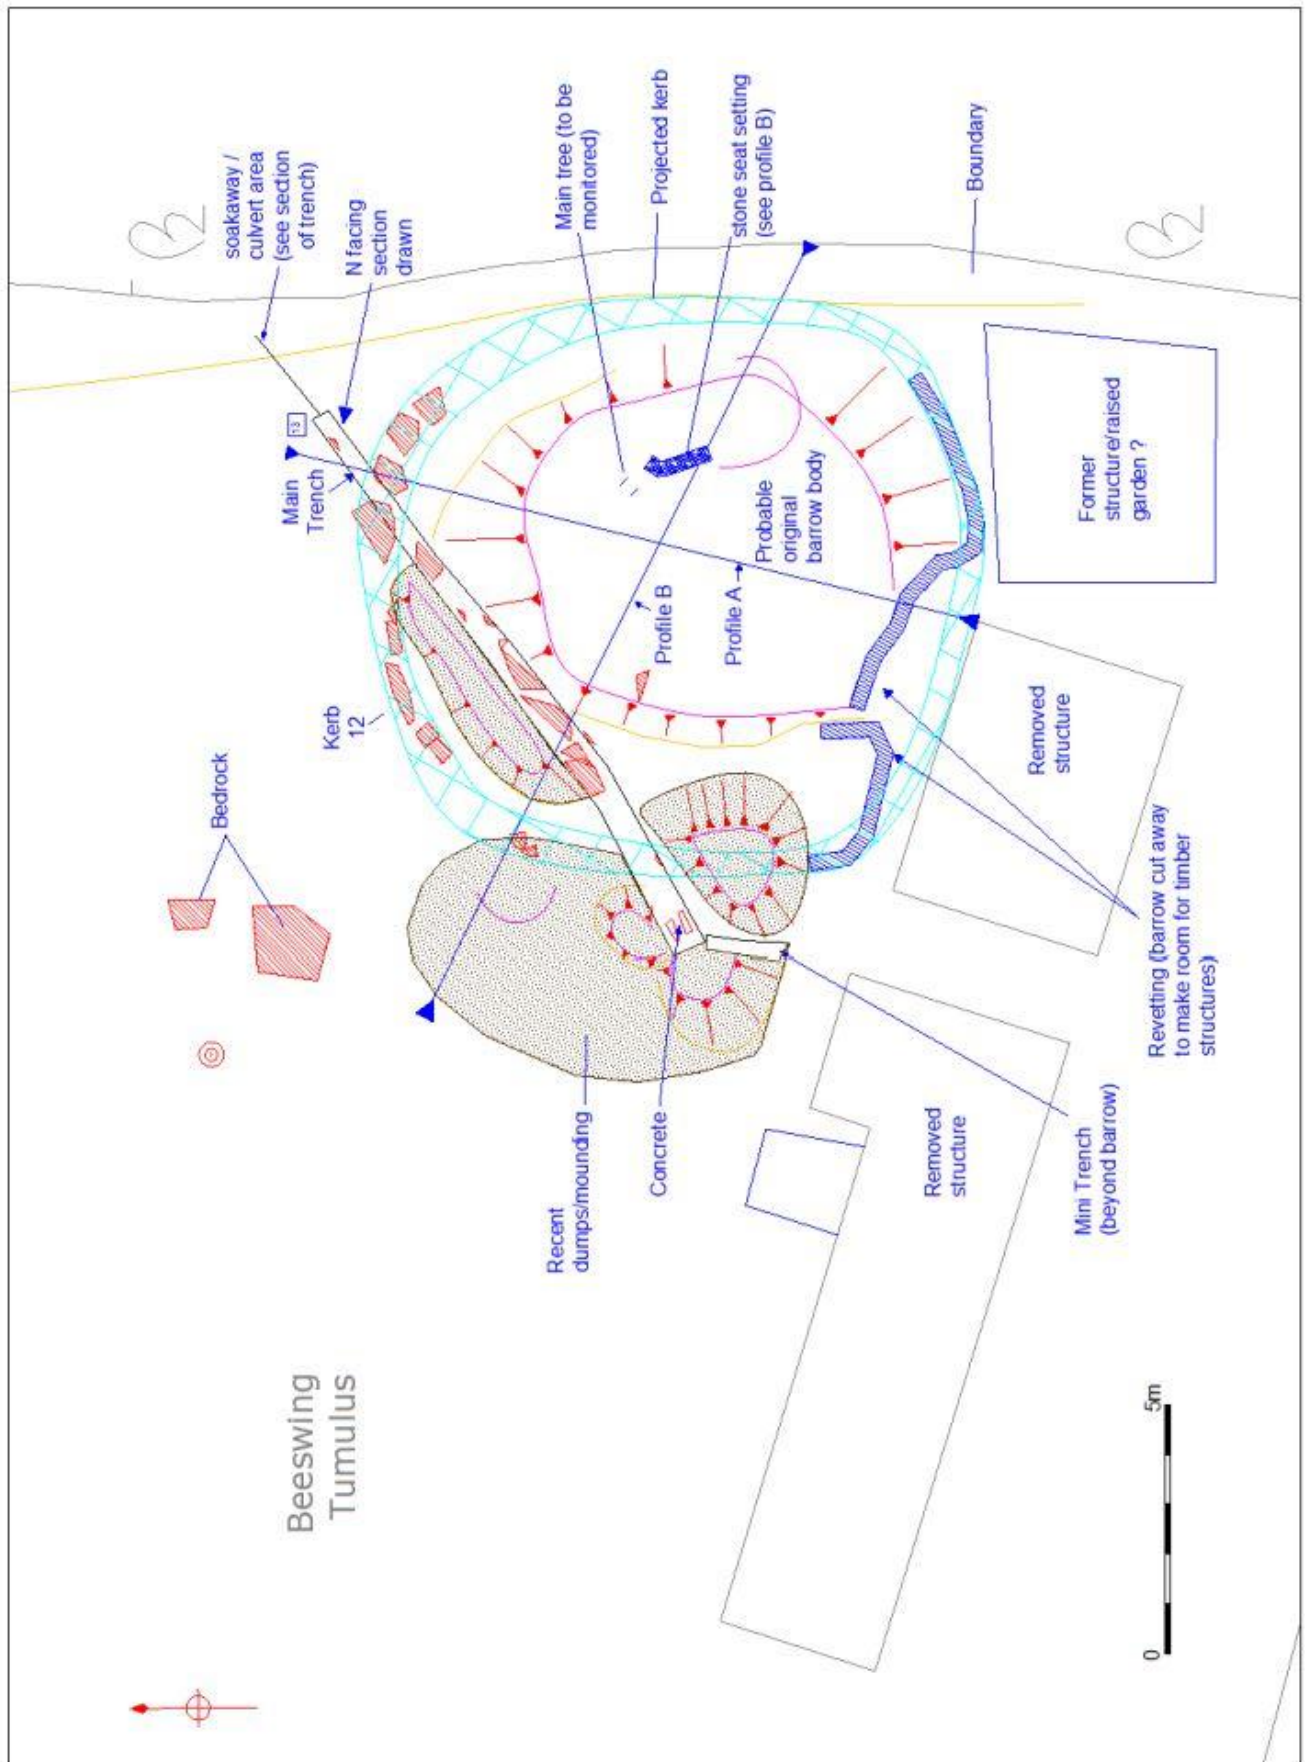 Beeswing
Tumulus
Bedrock
Kerb
12
Main
Trench
13
soakaway /
culvert area
(see section
of trench)
N facing
section
drawn
Main tree (to be
monitored)
Projected kerb
stone seat setting
(see profile B)
Boundary
Profile B
Profile A
Probable
original
barrow body
Former
structure/raised
garden ?
Removed
structure
Recent
dumps/mounding
Concrete
Removed
structure
Mini Trench
(beyond barrow)
Revetting (barrow cut away
to make room for timber
structures)
0
5m